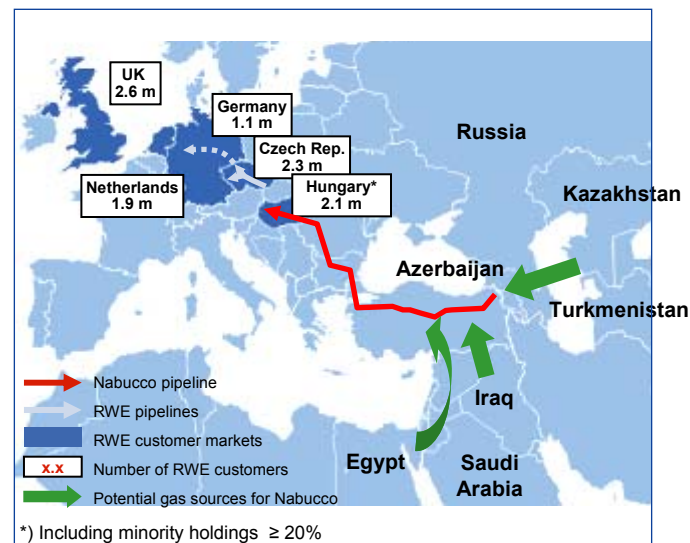 UK
2.6 m
Germany
1.1 m
Czech Rep.
2.3 m
Netherlands
1.9 m
Hungary*
2.1 m
Russia
Kazakhstan
Azerbaijan
Turkmenistan
Iraq
Egypt
Saudi
Arabia
Nabucco pipeline
RWE pipelines
RWE customer markets
x.x Number of RWE customers
Potential gas sources for Nabucco
*) Including minority holdings ≥ 20%